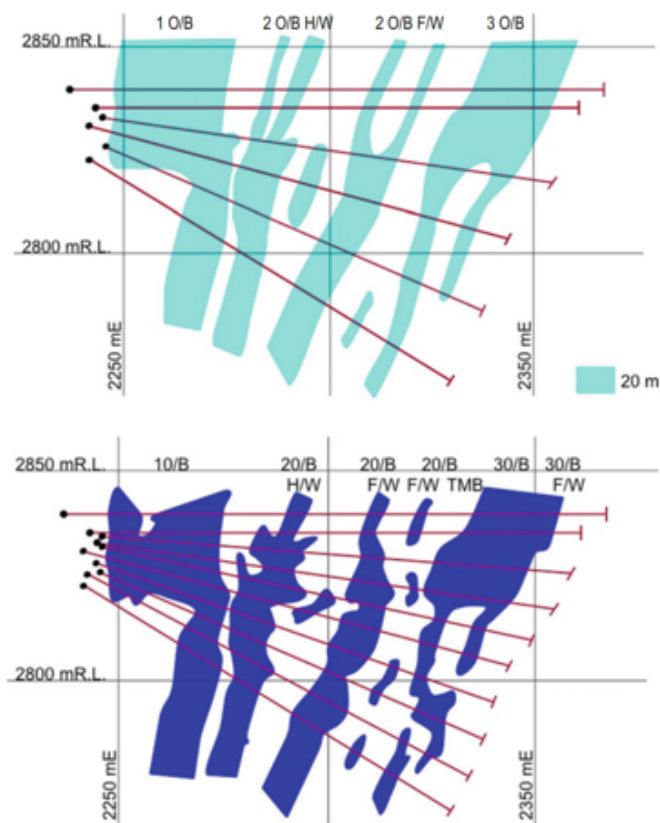 2850 mR.L.
1 O/B
2 O/B H/W
2 O/B F/W
3 O/B
2800 mR.L.
2250 mE
2350 mE
20 m
2850 mR.L.
10/B
20/B H/W
20/B F/W
20/B F/W
TMB
30/B
30/B F/W
2800 mR.L.
2250 mE
2350 mE